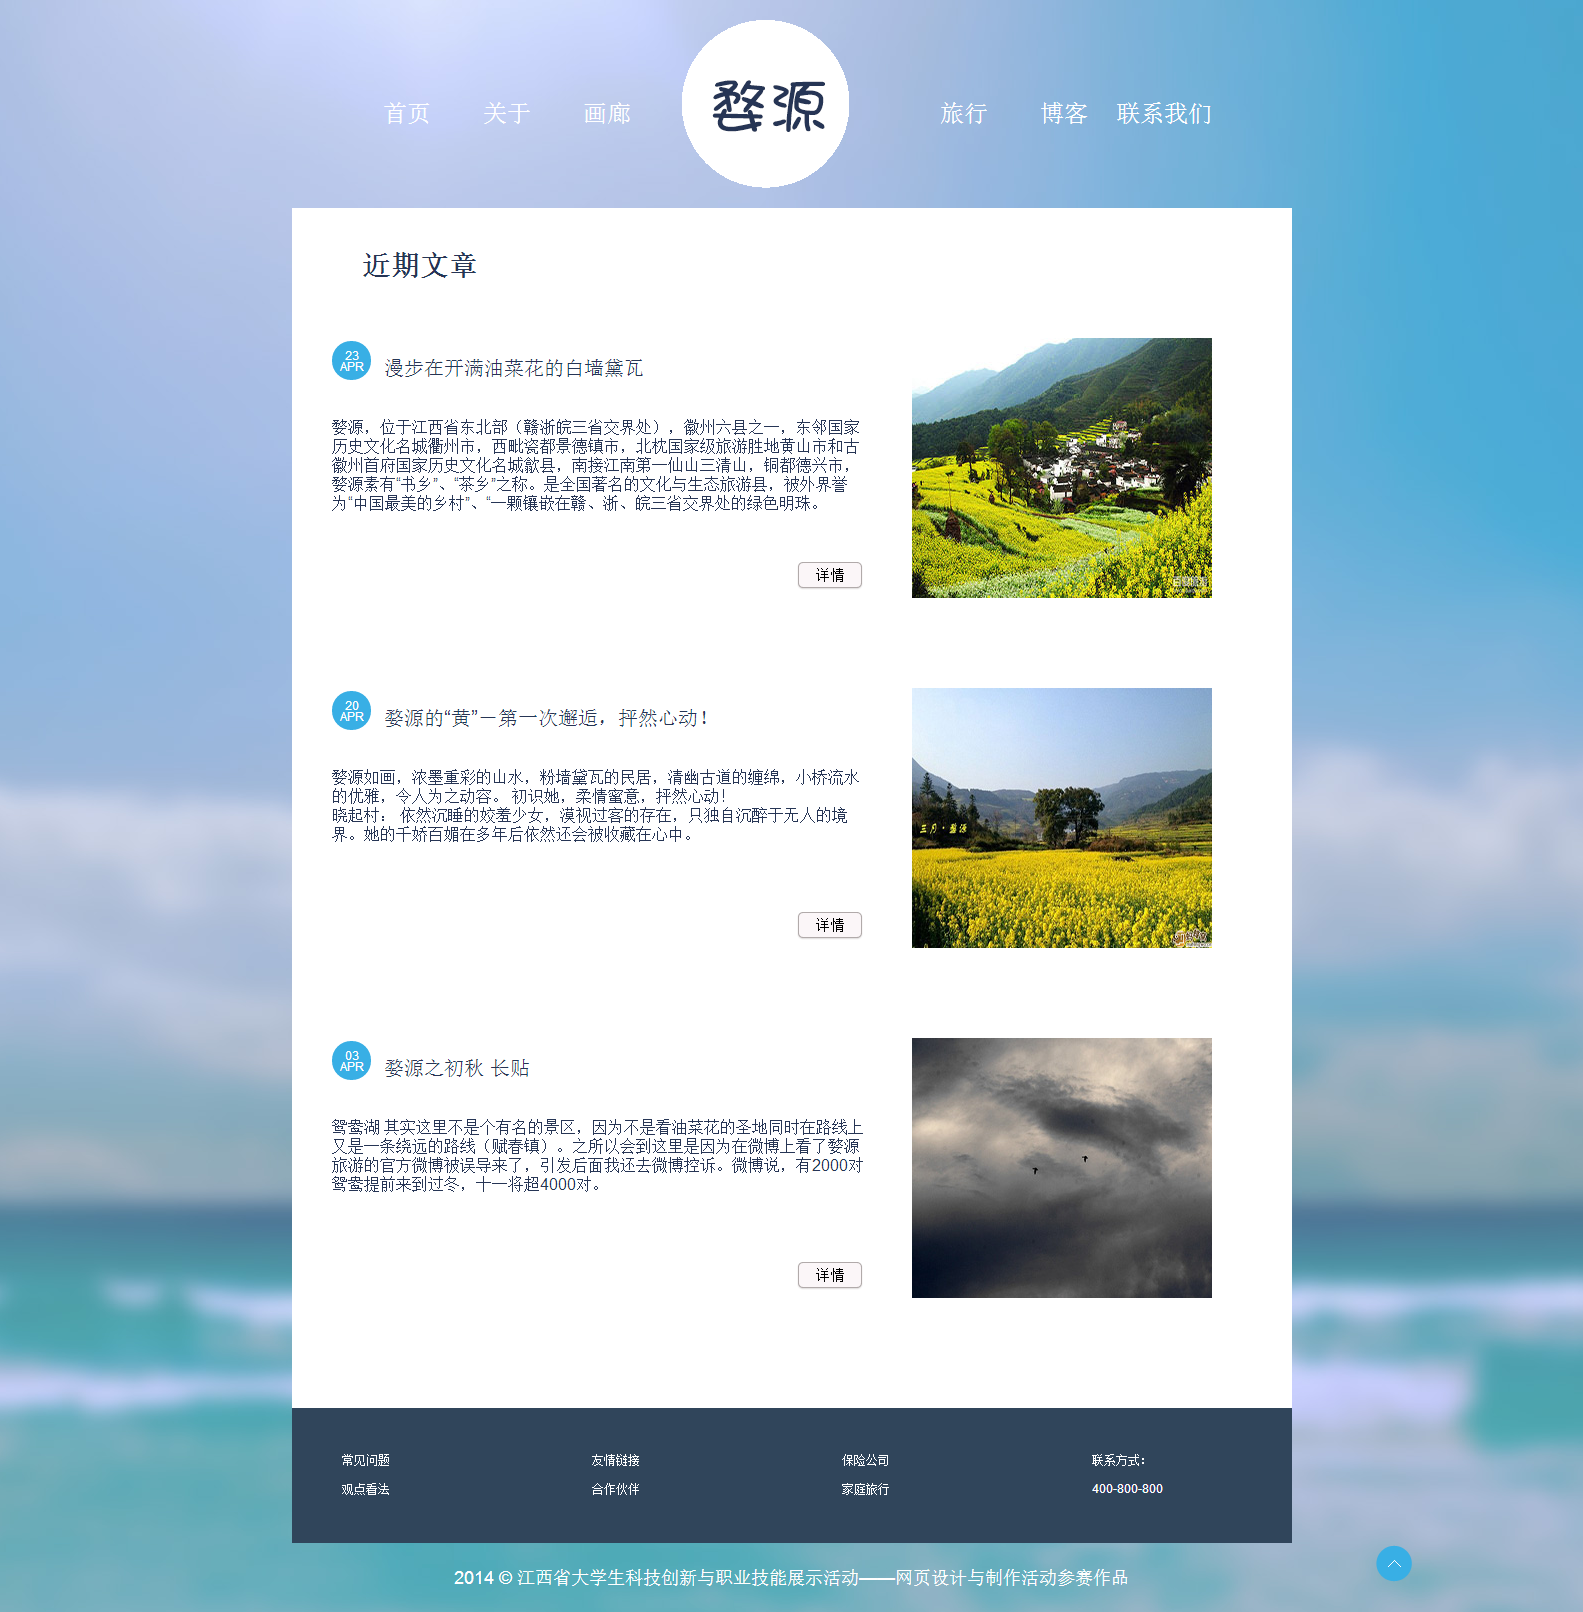 首页 关于 画廊 婺源 旅行 博客 联系我们
近期文章
23
APR
漫步在开满油菜花的白墙黛瓦
婺源，位于江西省东北部（赣浙皖三省交界处），徽州六县之一，东邻国家
历史文化名城衢州市，西毗瓷都景德镇市，北枕国家级旅游胜地黄山市和古
徽州首府国家历史文化名城歙县，南接江南第一仙山三清山，铜都德兴市，
婺源素有“书乡”、“茶乡”之称。是全国著名的文化与生态旅游县，被外界誉
为“中国最美的乡村”、“一颗镶嵌在赣、浙、皖三省交界处的绿色明珠。
详情
20
APR
婺源的“黄”－第一次邂逅，抨然心动！
婺源如画，浓墨重彩的山水，粉墙黛瓦的民居，清幽古道的缠绵，小桥流水
的优雅，令人为之动容。 初识她，柔情蜜意，抨然心动！
晓起村： 依然沉睡的姣羞少女，漠视过客的存在，只独自沉醉于无人的境
界。她的千娇百媚在多年后依然还会被收藏在心中。
三月·婺源
详情
03
APR
婺源之初秋 长贴
鸳鸯湖 其实这里不是个有名的景区，因为不是看油菜花的圣地同时在路线上
又是一条绕远的路线（赋春镇）。之所以会到这里是因为在微博上看了婺源
旅游的官方微博被误导来了，引发后面我还去微博控诉。微博说，有2000对
鸳鸯提前来到过冬，十一将超4000对。
详情
常见问题 友情链接 保险公司 联系方式：
观点看法 合作伙伴 家庭旅行 400-800-800
2014 © 江西省大学生科技创新与职业技能展示活动——网页设计与制作活动参赛作品